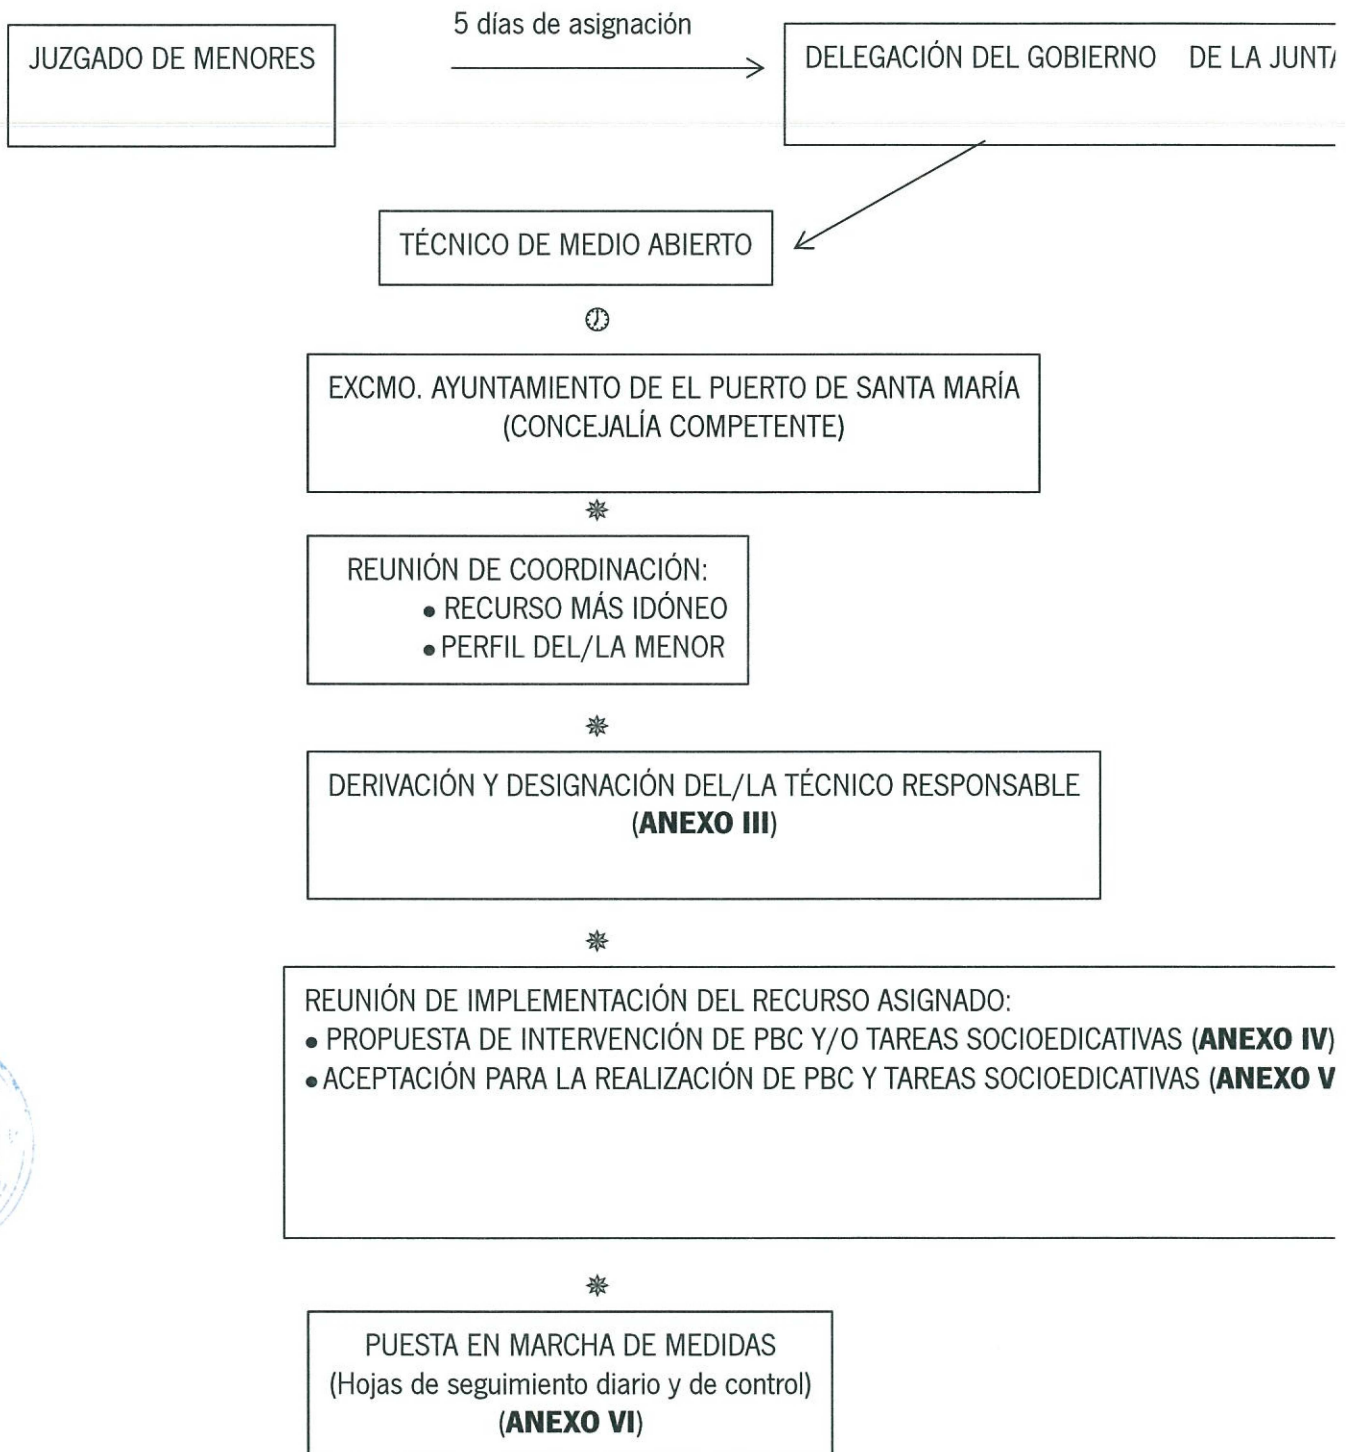 5 días de asignación
JUZGADO DE MENORES
DELEGACIÓN DEL GOBIERNO DE LA JUNTA
TÉCNICO DE MEDIO ABIERTO
EXCMO. AYUNTAMIENTO DE EL PUERTO DE SANTA MARÍA
(CONCEJALÍA COMPETENTE)
REUNIÓN DE COORDINACIÓN:
• RECURSO MÁS IDÓNEO
• PERFIL DEL/LA MENOR
DERIVACIÓN Y DESIGNACIÓN DEL/LA TÉCNICO RESPONSABLE
(ANEXO III)
REUNIÓN DE IMPLEMENTACIÓN DEL RECURSO ASIGNADO:
• PROPUESTA DE INTERVENCIÓN DE PBC Y/O TAREAS SOCIOEDICATIVAS (ANEXO IV)
• ACEPTACIÓN PARA LA REALIZACIÓN DE PBC Y TAREAS SOCIOEDICATIVAS (ANEXO V
PUESTA EN MARCHA DE MEDIDAS
(Hojas de seguimiento diario y de control)
(ANEXO VI)